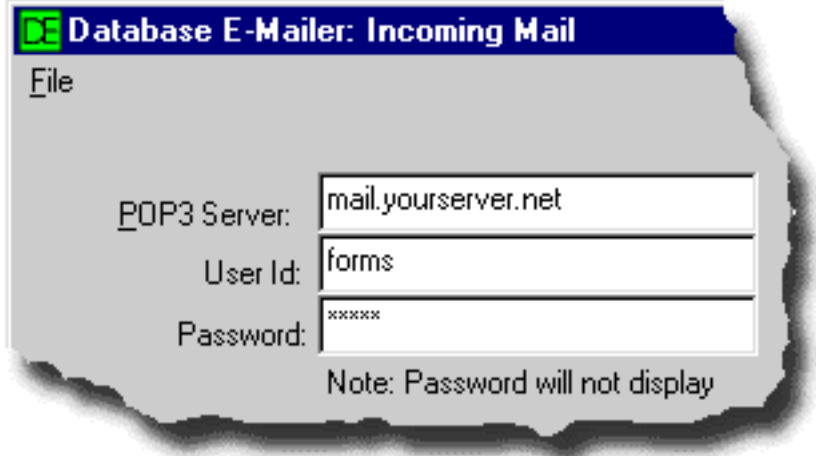 DE Database E-Mailer: Incoming Mail
File
POP3 Server: mail.yourserver.net
User Id: forms
Password: *****
Note: Password will not display